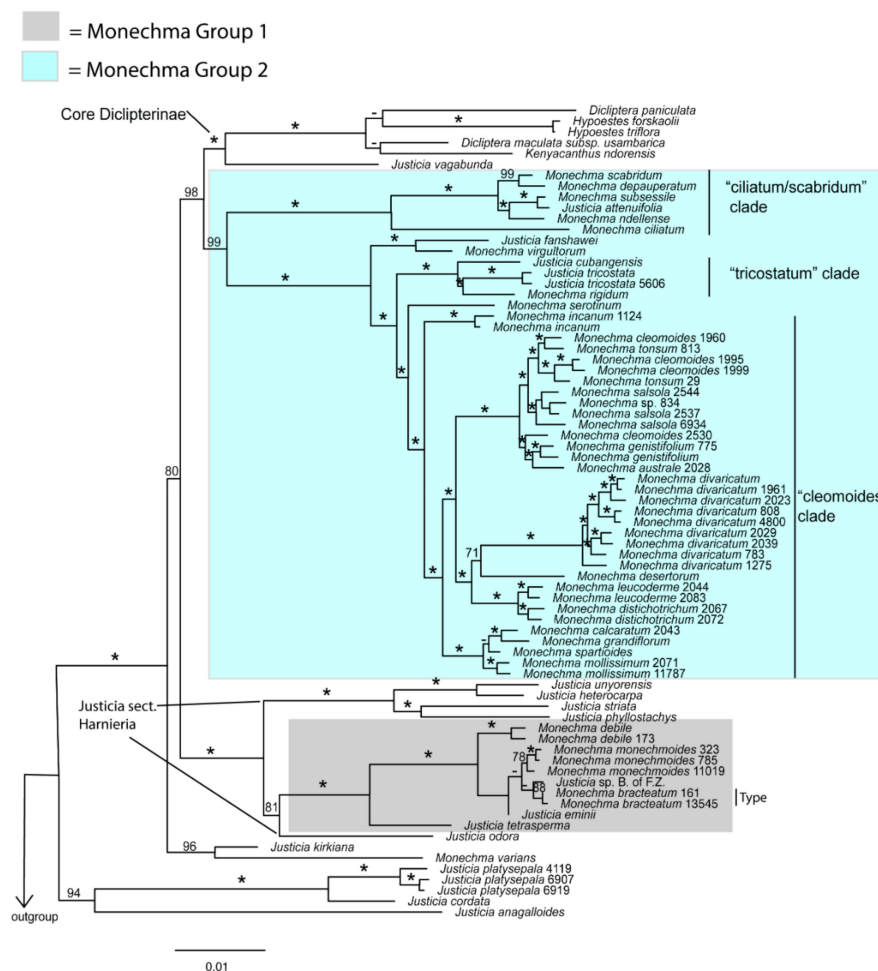 = Monechma Group 1
= Monechma Group 2
Core Diclipterinae
Dicliptera paniculata
Hypoestes forskaolii
Hypoestes triflora
Dicliptera maculata subsp. usambarica
Kenyacanthus ndorensis
Justicia vagabunda
Monechma scabridum
Monechma depauperatum
Monechma subsessile
Justicia attenuifolia
Monechma ndellense
Monechma ciliatum
"ciliatum/scabridum"
clade
Justicia fanshawei
Monechma virgultorum
Justicia cubangensis
Justicia tricostata
Justicia tricostata 5606
Monechma rigidum
"tricostatum" clade
Monechma serotinum
Monechma incanum 1124
Monechma incanum
Monechma cleomoides 1960
Monechma tonsum 813
Monechma cleomoides 1995
Monechma cleomoides 1999
Monechma tonsum 29
Monechma salsola 2544
Monechma sp. 834
Monechma salsola 2537
Monechma salsola 6934
Monechma cleomoides 2530
Monechma genistifolium 775
Monechma genistifolium
Monechma australe 2028
Monechma divaricatum
Monechma divaricatum 1961
Monechma divaricatum 2023
Monechma divaricatum 808
Monechma divaricatum 4800
Monechma divaricatum 2029
Monechma divaricatum 2039
Monechma divaricatum 783
Monechma divaricatum 1275
Monechma desertorum
Monechma leucoderme 2044
Monechma leucoderme 2083
Monechma distichotrichum 2067
Monechma distichotrichum 2072
Monechma calcaratum 2043
Monechma grandiflorum
Monechma spartioides
Monechma mollissimum 2071
Monechma mollissimum 11787
"cleomoides
clade
Justicia unyorensis
Justicia heterocarpa
Justicia striata
Justicia phyllostachys
Justicia sect.
Harnieria
Monechma debile
Monechma debile 173
Monechma monechmoides 323
Monechma monechmoides 785
Monechma monechmoides 11019
Justicia sp. B. of F.Z.
Monechma bracteatum 161
Monechma bracteatum 13545
Justicia eminii
Type
Justicia tetrasperma
Justicia odora
Justicia kirkiana
Monechma varians
Justicia platysepala 4119
Justicia platysepala 6907
Justicia platysepala 6919
Justicia cordata
Justicia anagalloides
98
99
99
80
71
78
88
81
96
94
outgroup
0.01